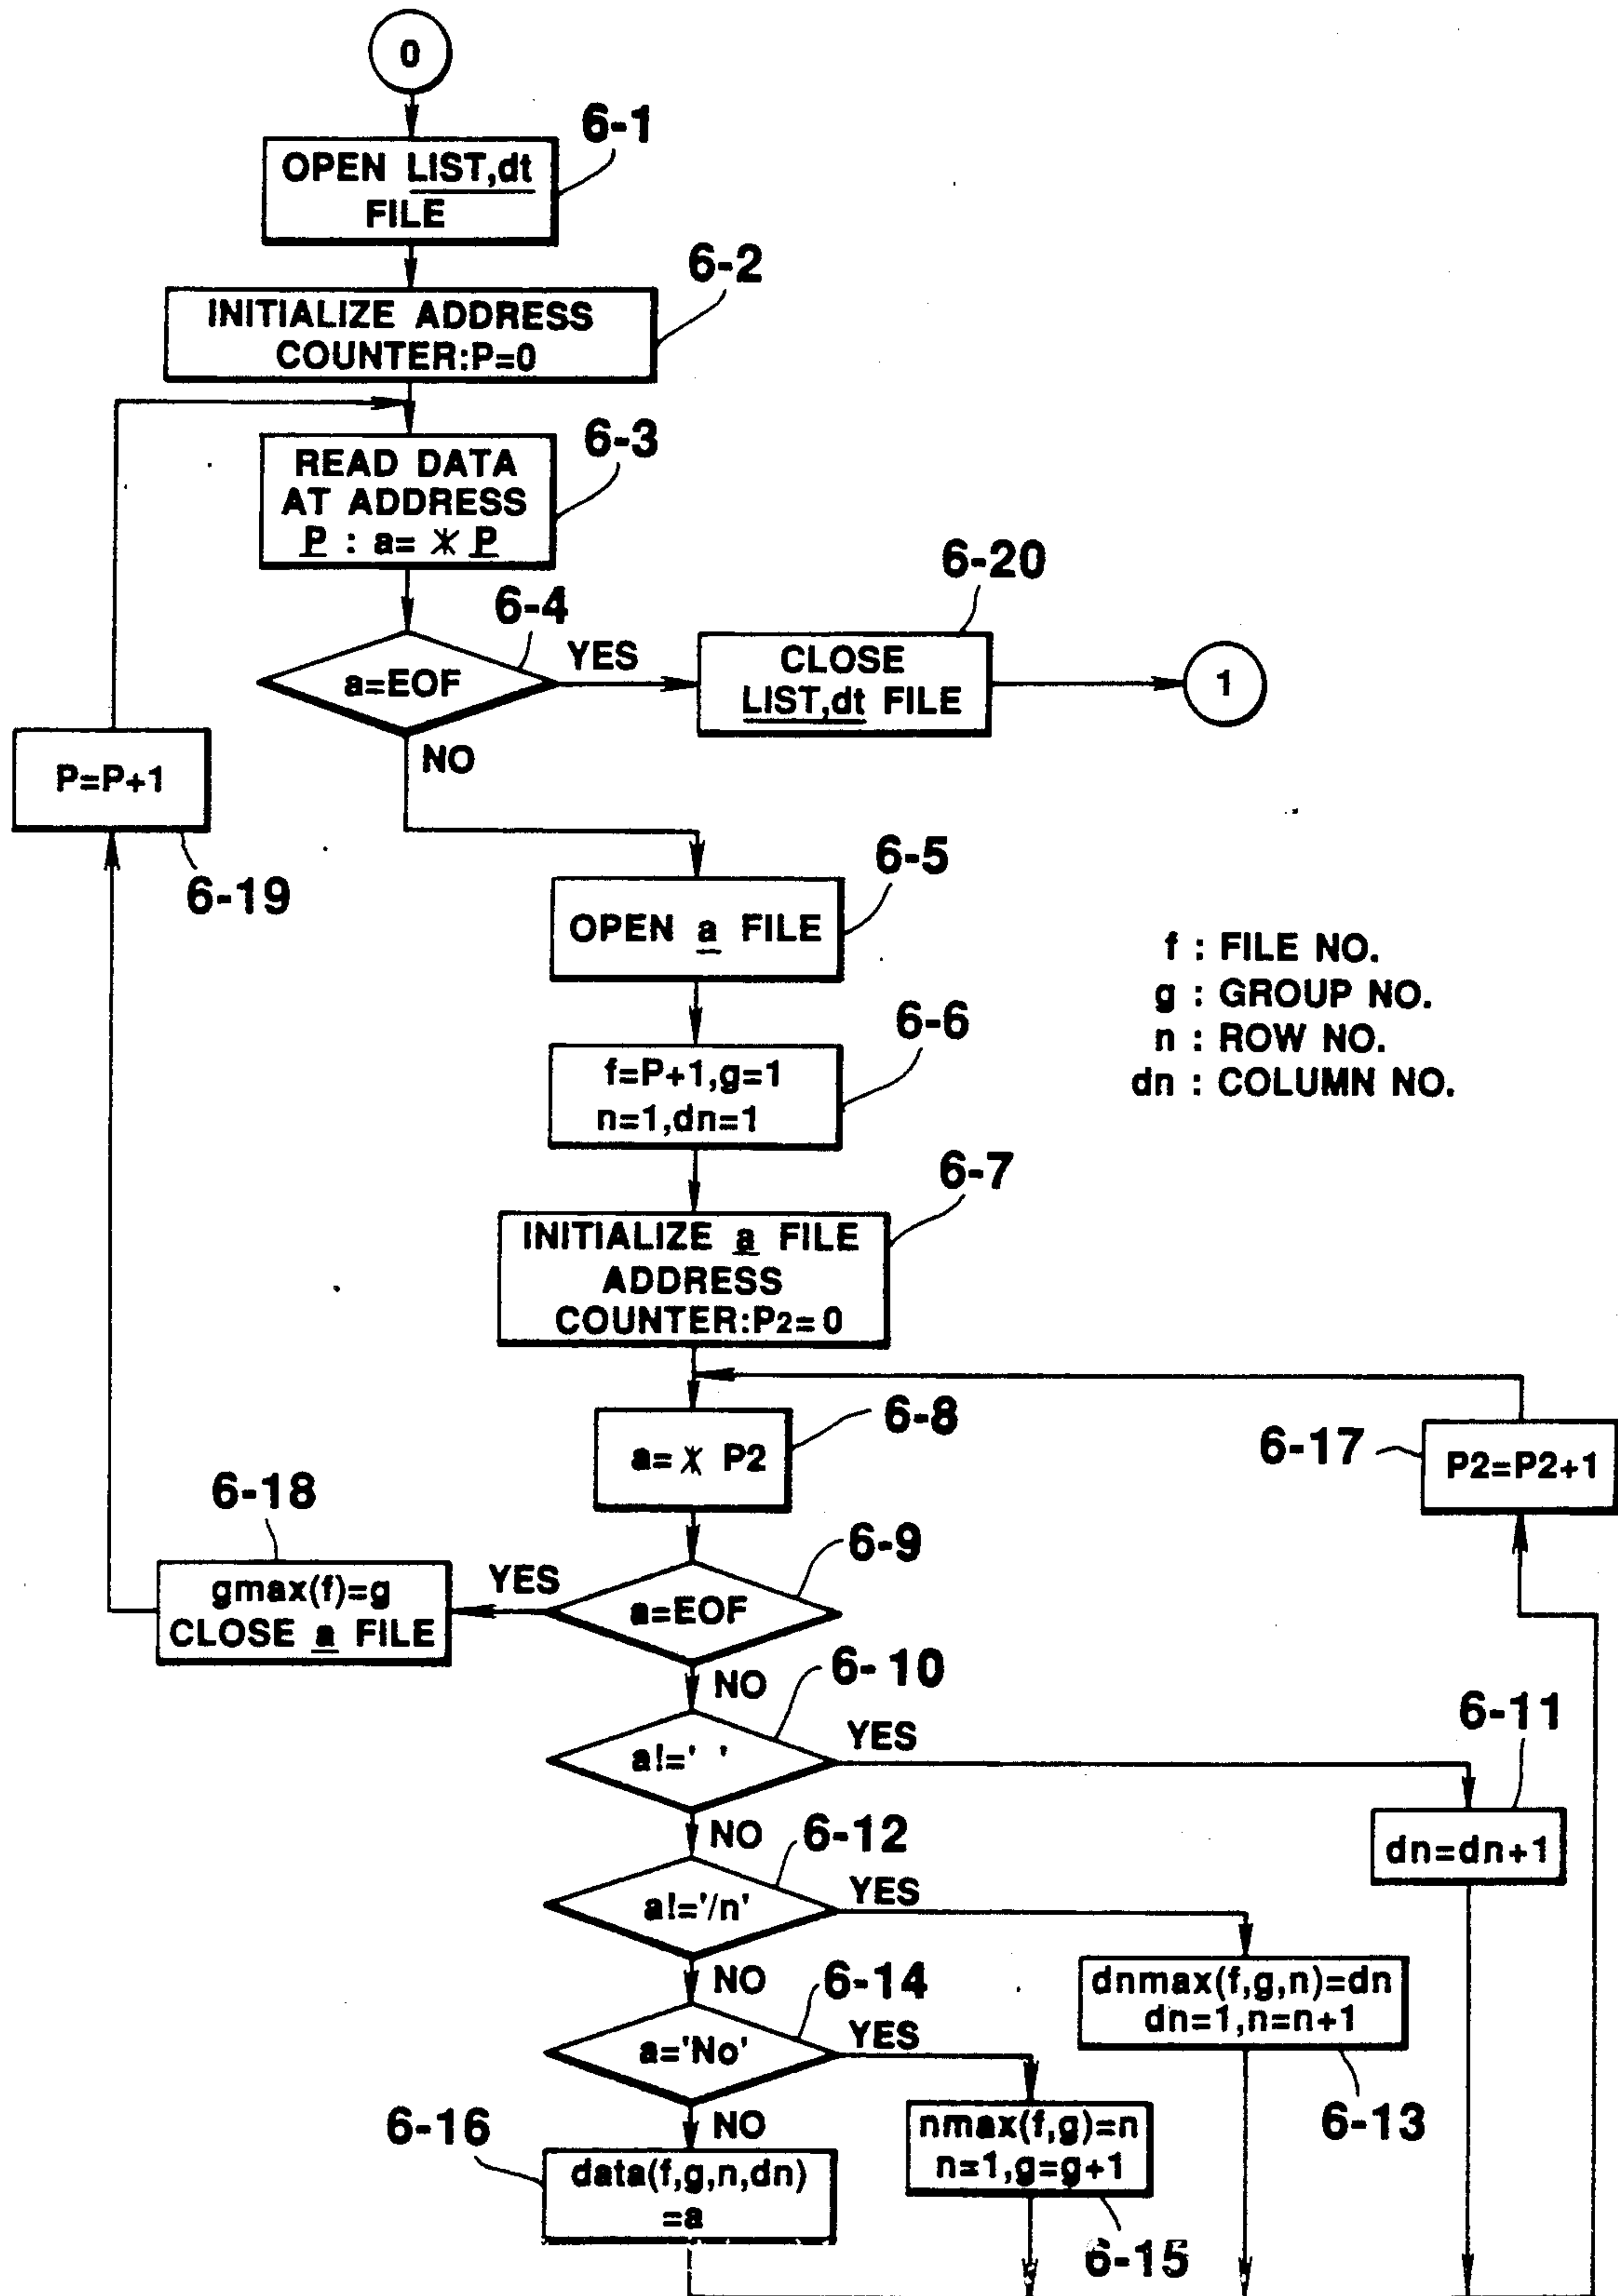 0
6-1
OPEN LIST,dt
FILE
6-2
INITIALIZE ADDRESS
COUNTER:P=0
6-3
READ DATA
AT ADDRESS
P : a= * P
6-20
6-4
a=EOF
YES
CLOSE
LIST,dt FILE
1
NO
P=P+1
6-19
6-5
OPEN a FILE
f : FILE NO.
g : GROUP NO.
n : ROW NO.
dn : COLUMN NO.
6-6
f=P+1,g=1
n=1,dn=1
6-7
INITIALIZE a FILE
ADDRESS
COUNTER:P2=0
6-8
a= * P2
6-17
P2=P2+1
6-18
gmax(f)=g
CLOSE a FILE
YES
6-9
a=EOF
NO
6-10
a!=' '
YES
6-11
dn=dn+1
NO
6-12
a!='/n'
YES
dnmax(f,g,n)=dn
dn=1,n=n+1
6-13
NO
6-14
a='No'
YES
nmax(f,g)=n
n=1,g=g+1
6-15
NO
6-16
data(f,g,n,dn)
=a